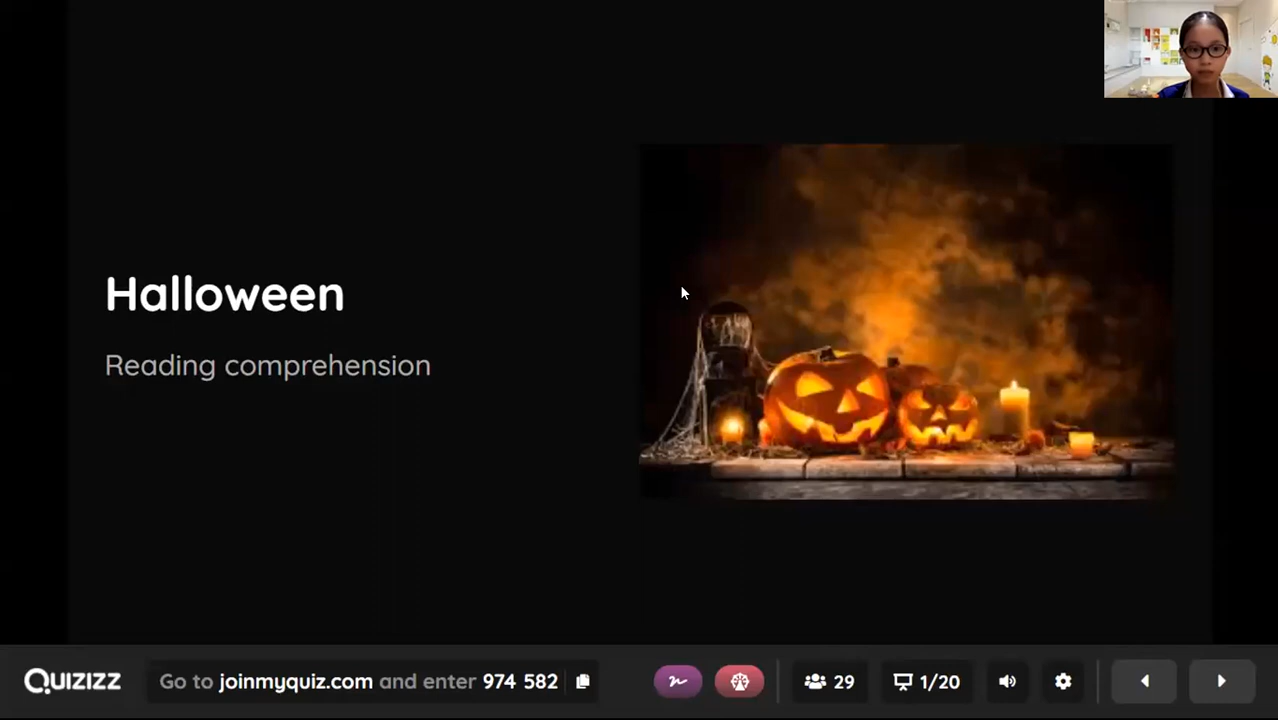 Halloween
Reading comprehension
QUIZIZZ Go to joinmyquiz.com and enter 974 582 29 1/20